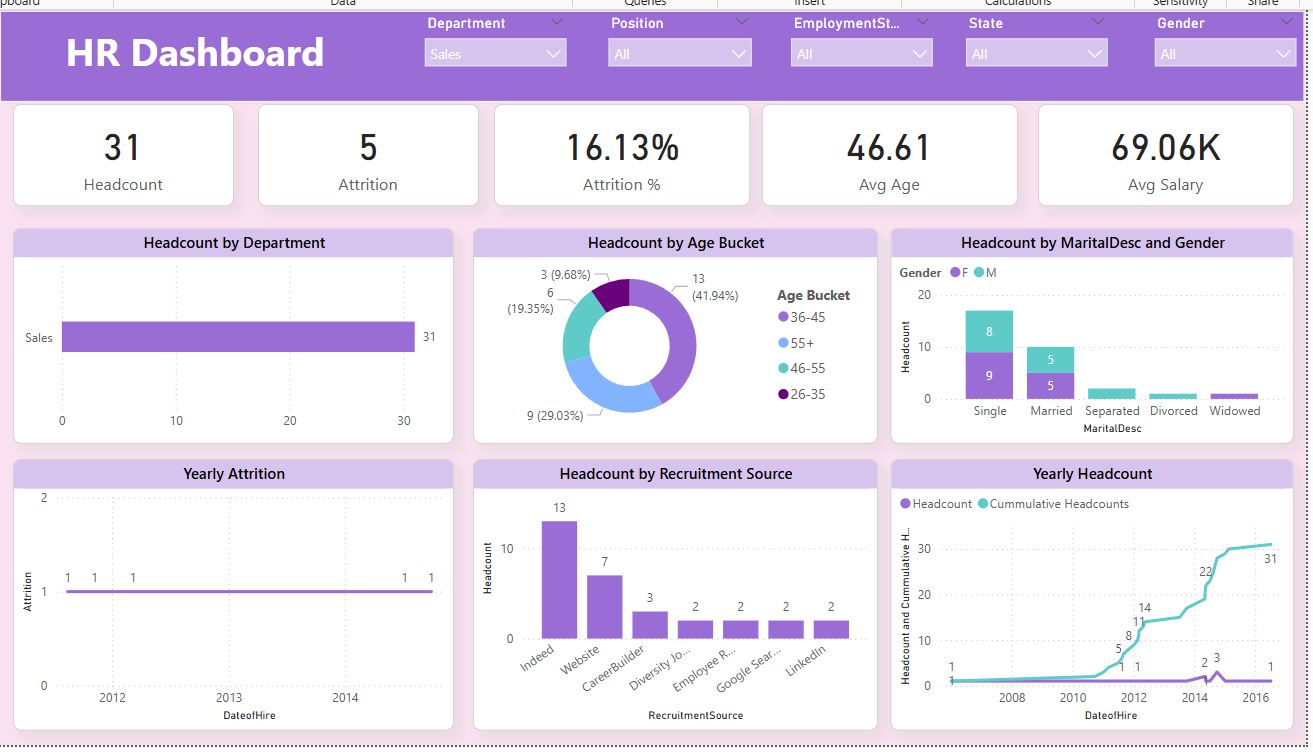 pboard Data Queries Insert Calculations Sensitivity Share
HR Dashboard
Department Position EmploymentSt... State Gender
Sales All All All All
31
Headcount
5
Attrition
16.13%
Attrition %
46.61
Avg Age
69.06K
Avg Salary
Headcount by Department
Sales
31
0 10 20 30
Headcount by Age Bucket
3 (9.68%)
6
(19.35%)
13
(41.94%)
9 (29.03%)
Age Bucket
36-45
55+
46-55
26-35
Headcount by MaritalDesc and Gender
Gender F M
Headcount
20
10
0
8
9
5
5
Single Married Separated Divorced Widowed
MaritalDesc
Yearly Attrition
Attrition
2
1
0
1 1 1 1 1
2012 2013 2014
DateofHire
Headcount by Recruitment Source
Headcount
10
0
13 7 3 2 2 2 2
Indeed Website CareerBuilder Diversity Jo... Employee R... Google Sear... LinkedIn
RecruitmentSource
Yearly Headcount
Headcount Cummulative Headcounts
Headcount and Cummulative H...
30
20
10
0
1 5 8 11 14 22 31
1 1 1 2 3 1
2008 2010 2012 2014 2016
DateofHire